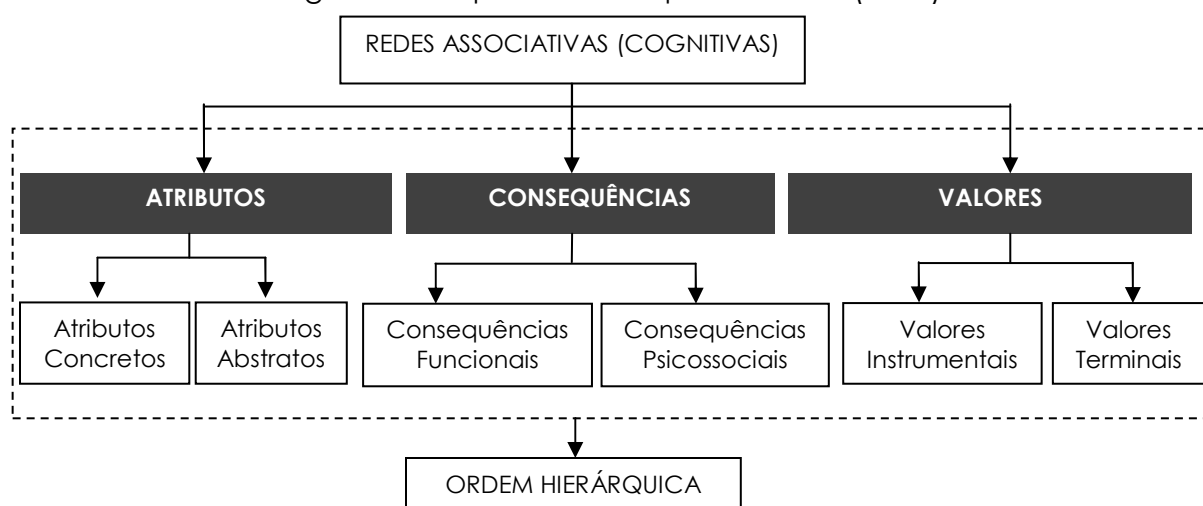 REDES ASSOCIATIVAS (COGNITIVAS)
ATRIBUTOS
CONSEQUÊNCIAS
VALORES
Atributos
Concretos
Atributos
Abstratos
Consequências
Funcionais
Consequências
Psicossociais
Valores
Instrumentais
Valores
Terminais
ORDEM HIERÁRQUICA